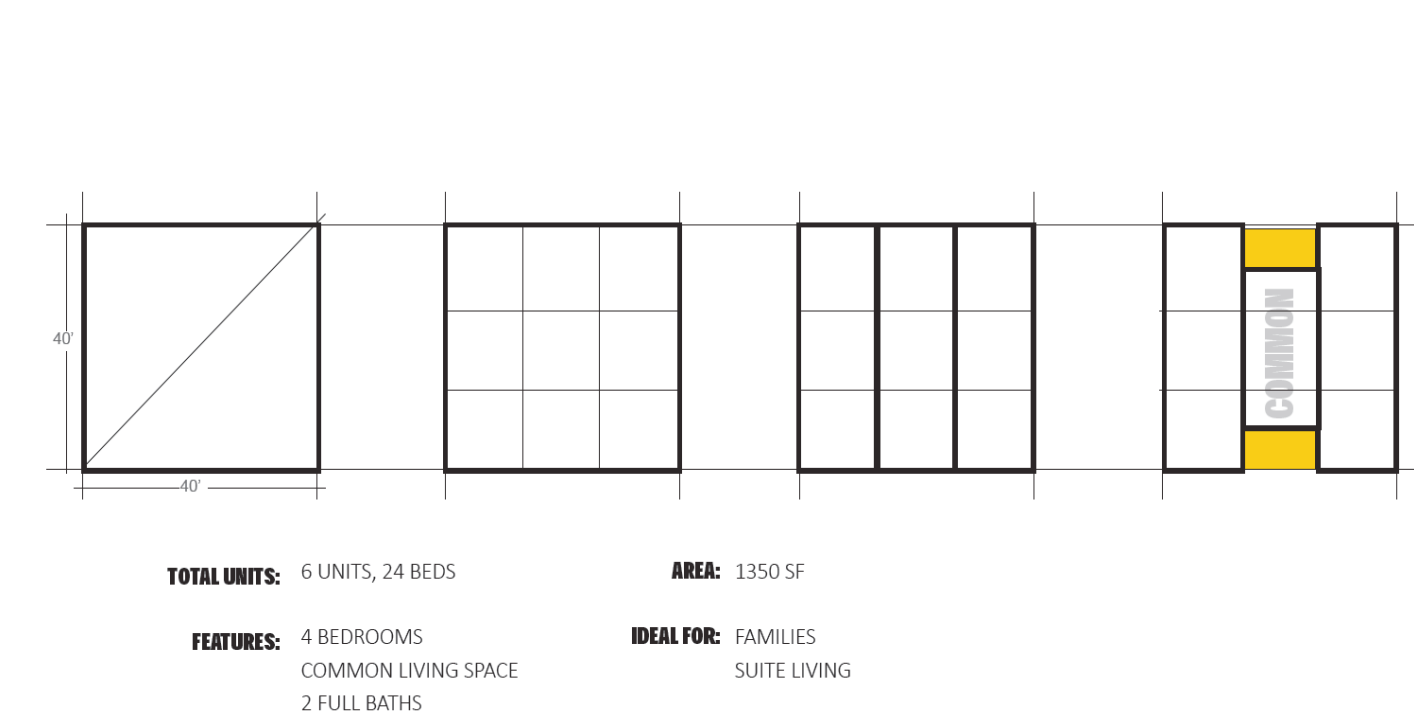 40'
40'
COMMON
TOTAL UNITS: 6 UNITS, 24 BEDS
AREA: 1350 SF
FEATURES: 4 BEDROOMS
COMMON LIVING SPACE
2 FULL BATHS
IDEAL FOR: FAMILIES
SUITE LIVING